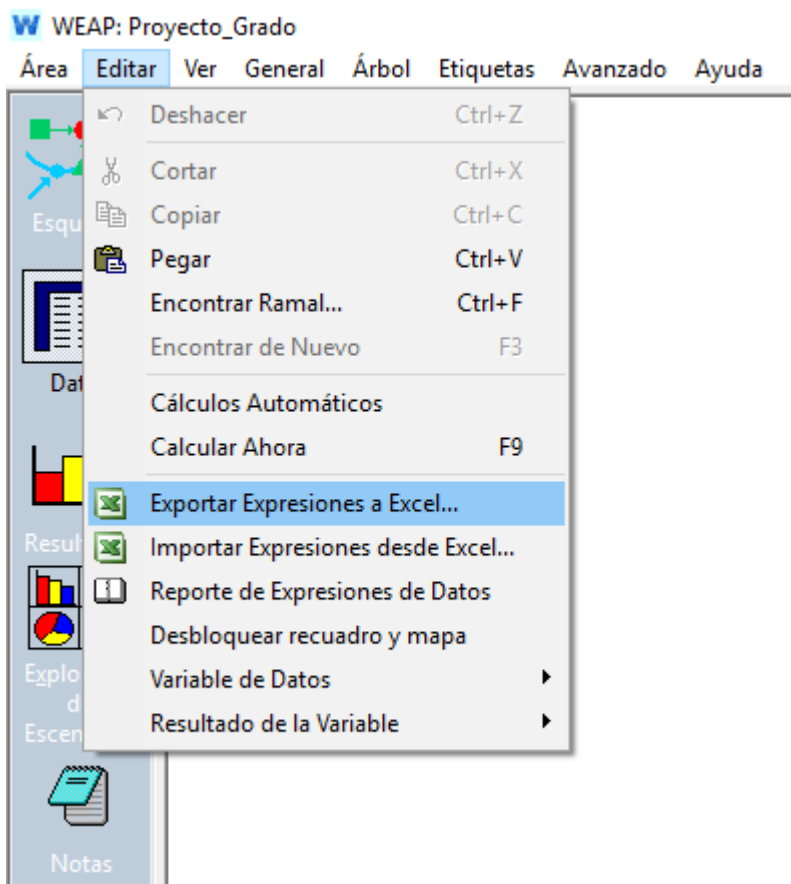 WEAP: Proyecto_Grado
Área Editar Ver General Árbol Etiquetas Avanzado Ayuda
Deshacer Ctrl+Z
Cortar Ctrl+X
Copiar Ctrl+C
Pegar Ctrl+V
Encontrar Ramal... Ctrl+F
Encontrar de Nuevo F3
Cálculos Automáticos
Calcular Ahora F9
Exportar Expresiones a Excel...
Importar Expresiones desde Excel...
Reporte de Expresiones de Datos
Desbloquear recuadro y mapa
Variable de Datos
Resultado de la Variable
Esqu
Dat
Resul
Explo
d
Escen
Notas